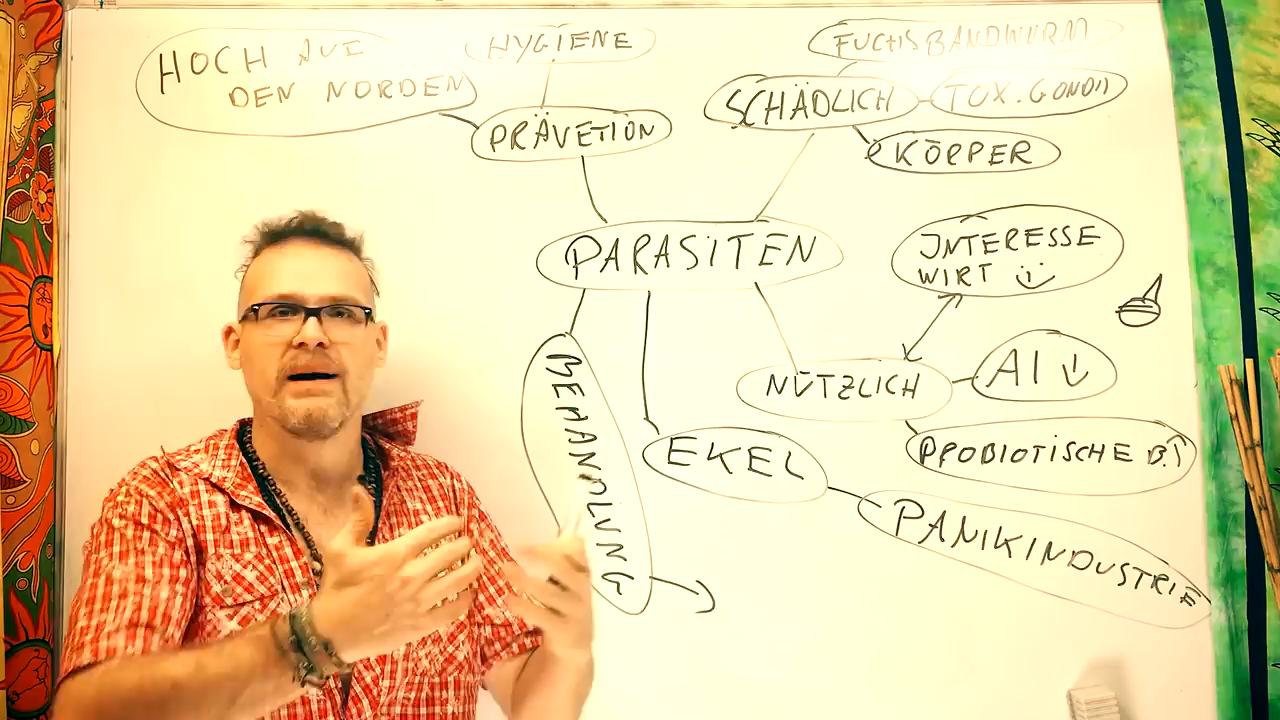 HOCH AUF
DEN NORDEN
HYGIENE
PRÄVETION
FUCHSBANDWURM
SCHÄDLICH
TOX. GONDII
KÖRPER
PARASITEN
INTERESSE
WIRT
NÜTZLICH
AI ↓
PROBIOTISCHE B.↑
BEHANDLUNG
EKEL
PANIKINDUSTRIE